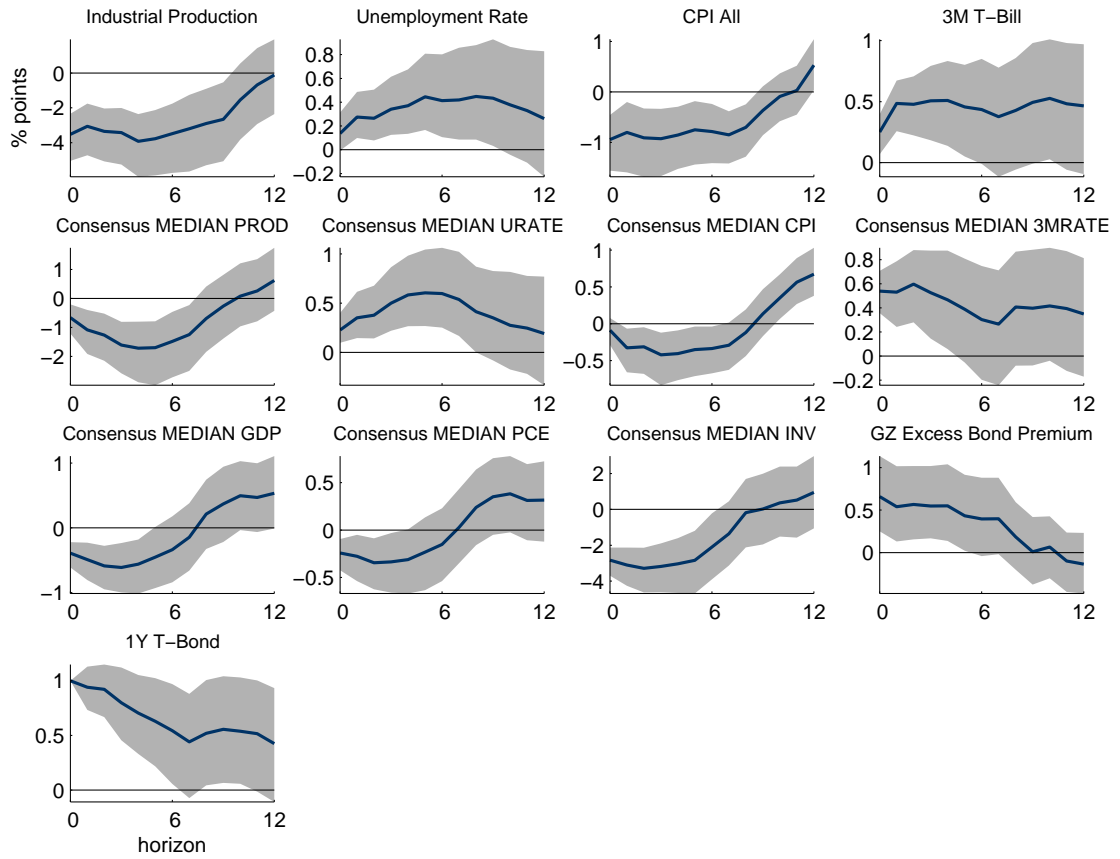 Industrial Production Unemployment Rate CPI All 3M T−Bill
% points
0
−2
−4
0 6 12
0.8
0.6
0.4
0.2
0
−0.2
0 6 12
1
0
−1
0 6 12
1
0.5
0
0 6 12
Consensus MEDIAN PROD Consensus MEDIAN URATE Consensus MEDIAN CPI Consensus MEDIAN 3MRATE
1
0
−1
−2
0 6 12
1
0.5
0
0 6 12
1
0.5
0
−0.5
0 6 12
0.8
0.6
0.4
0.2
0
−0.2
0 6 12
Consensus MEDIAN GDP Consensus MEDIAN PCE Consensus MEDIAN INV GZ Excess Bond Premium
1
0
−1
0 6 12
0.5
0
−0.5
0 6 12
2
0
−2
−4
0 6 12
1
0.5
0
0 6 12
1Y T−Bond
1
0.5
0
0 6 12
horizon